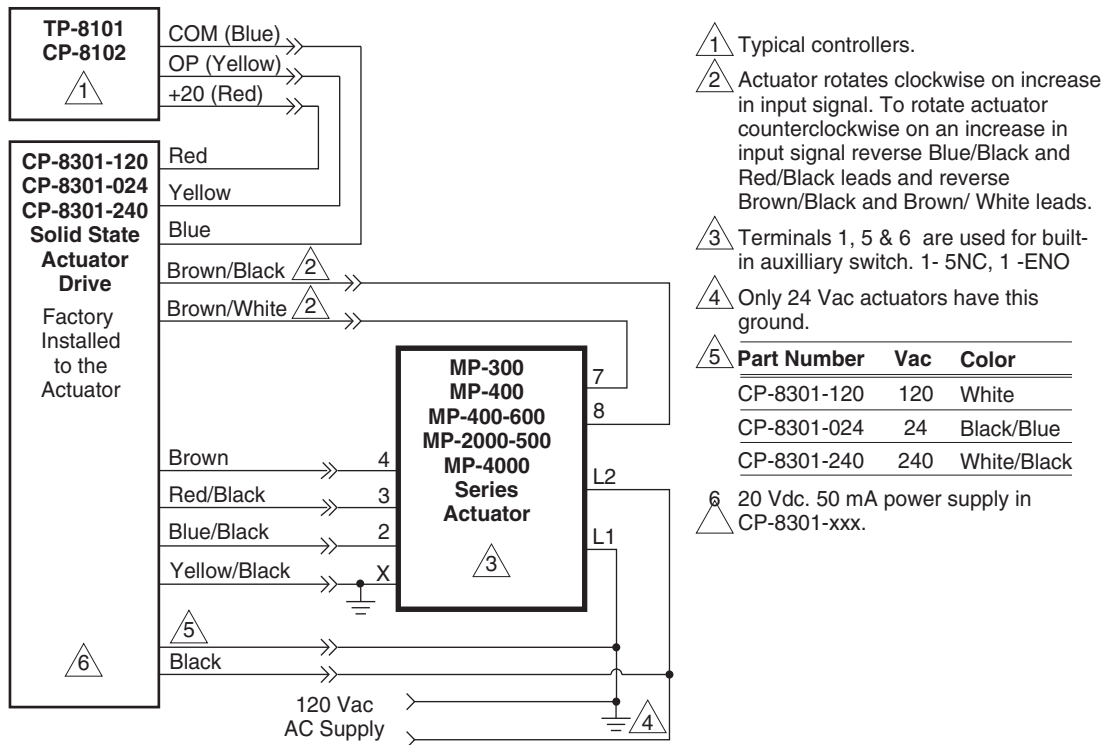 TP-8101
CP-8102
1
COM (Blue)
OP (Yellow)
+20 (Red)
CP-8301-120
CP-8301-024
CP-8301-240
Solid State
Actuator
Drive
Factory
Installed
to the
Actuator
6
Red
Yellow
Blue
Brown/Black 2
Brown/White 2
Brown
Red/Black
Blue/Black
Yellow/Black
5
Black
4
3
2
X
MP-300
MP-400
MP-400-600
MP-2000-500
MP-4000
Series
Actuator
3
7
8
L2
L1
120 Vac
AC Supply
4
1 Typical controllers.
2 Actuator rotates clockwise on increase
in input signal. To rotate actuator
counterclockwise on an increase in
input signal reverse Blue/Black and
Red/Black leads and reverse
Brown/Black and Brown/ White leads.
3 Terminals 1, 5 & 6 are used for built-
in auxilliary switch. 1- 5NC, 1 -ENO
4 Only 24 Vac actuators have this
ground.
5 Part Number Vac Color
CP-8301-120 120 White
CP-8301-024 24 Black/Blue
CP-8301-240 240 White/Black
6 20 Vdc. 50 mA power supply in
CP-8301-xxx.